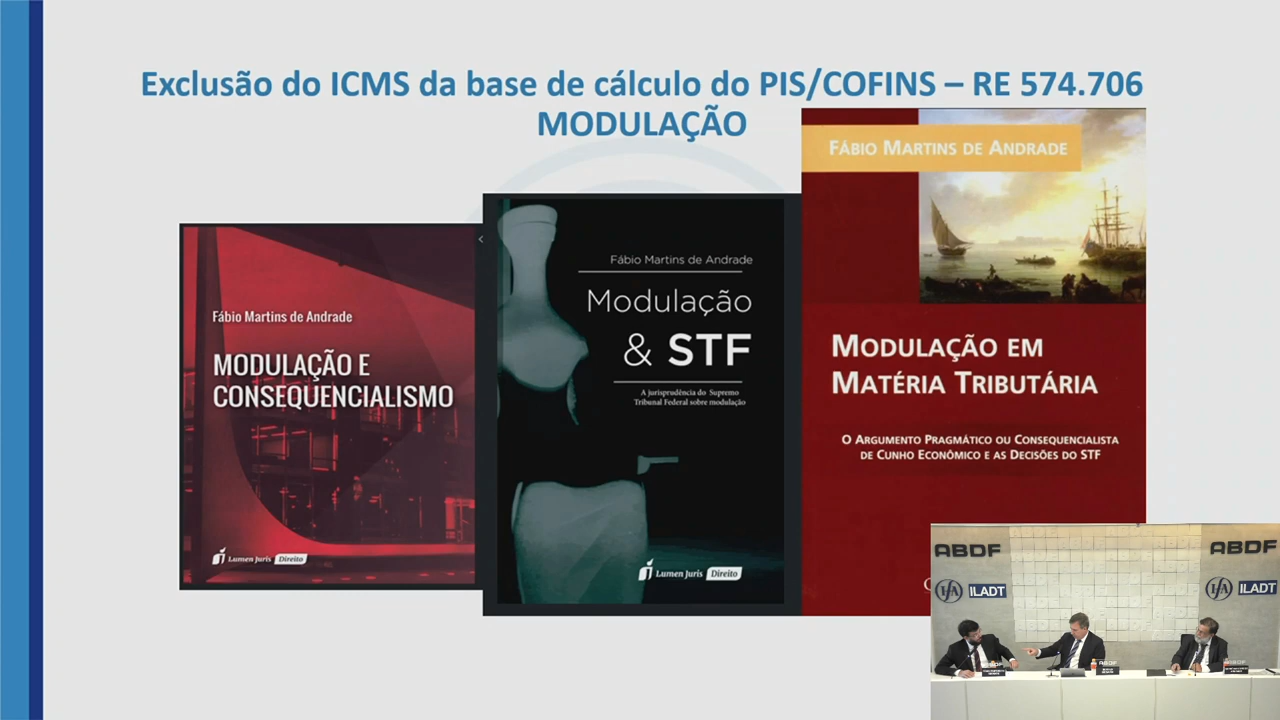 Exclusão do ICMS da base de cálculo do PIS/COFINS – RE 574.706
MODULAÇÃO
Fábio Martins de Andrade
MODULAÇÃO E
CONSEQUENCIALISMO
Lumen Juris Direito
Fábio Martins de Andrade
Modulação
& STF
A jurisprudência do Supremo
Tribunal Federal sobre modulação
Lumen Juris Direito
FÁBIO MARTINS DE ANDRADE
MODULAÇÃO EM
MATÉRIA TRIBUTÁRIA
O ARGUMENTO PRAGMÁTICO OU CONSEQUENCIALISTA
DE CUNHO ECONÔMICO E AS DECISÕES DO STF
ABDF
IFA ILADT
ABDF
IFA ILADT
ABDF
ABDF
ABDF